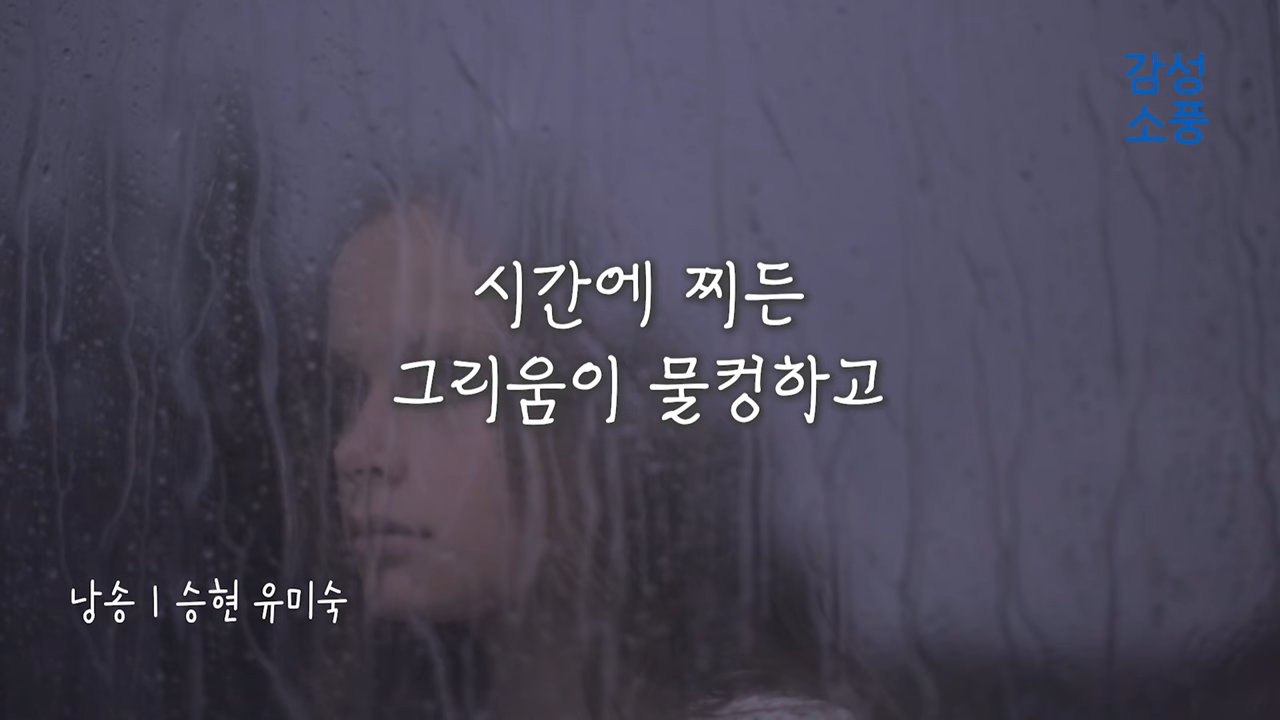 감성
소풍
시간에 찌든
그리움이 물컹하고
낭송 | 승현 유미숙